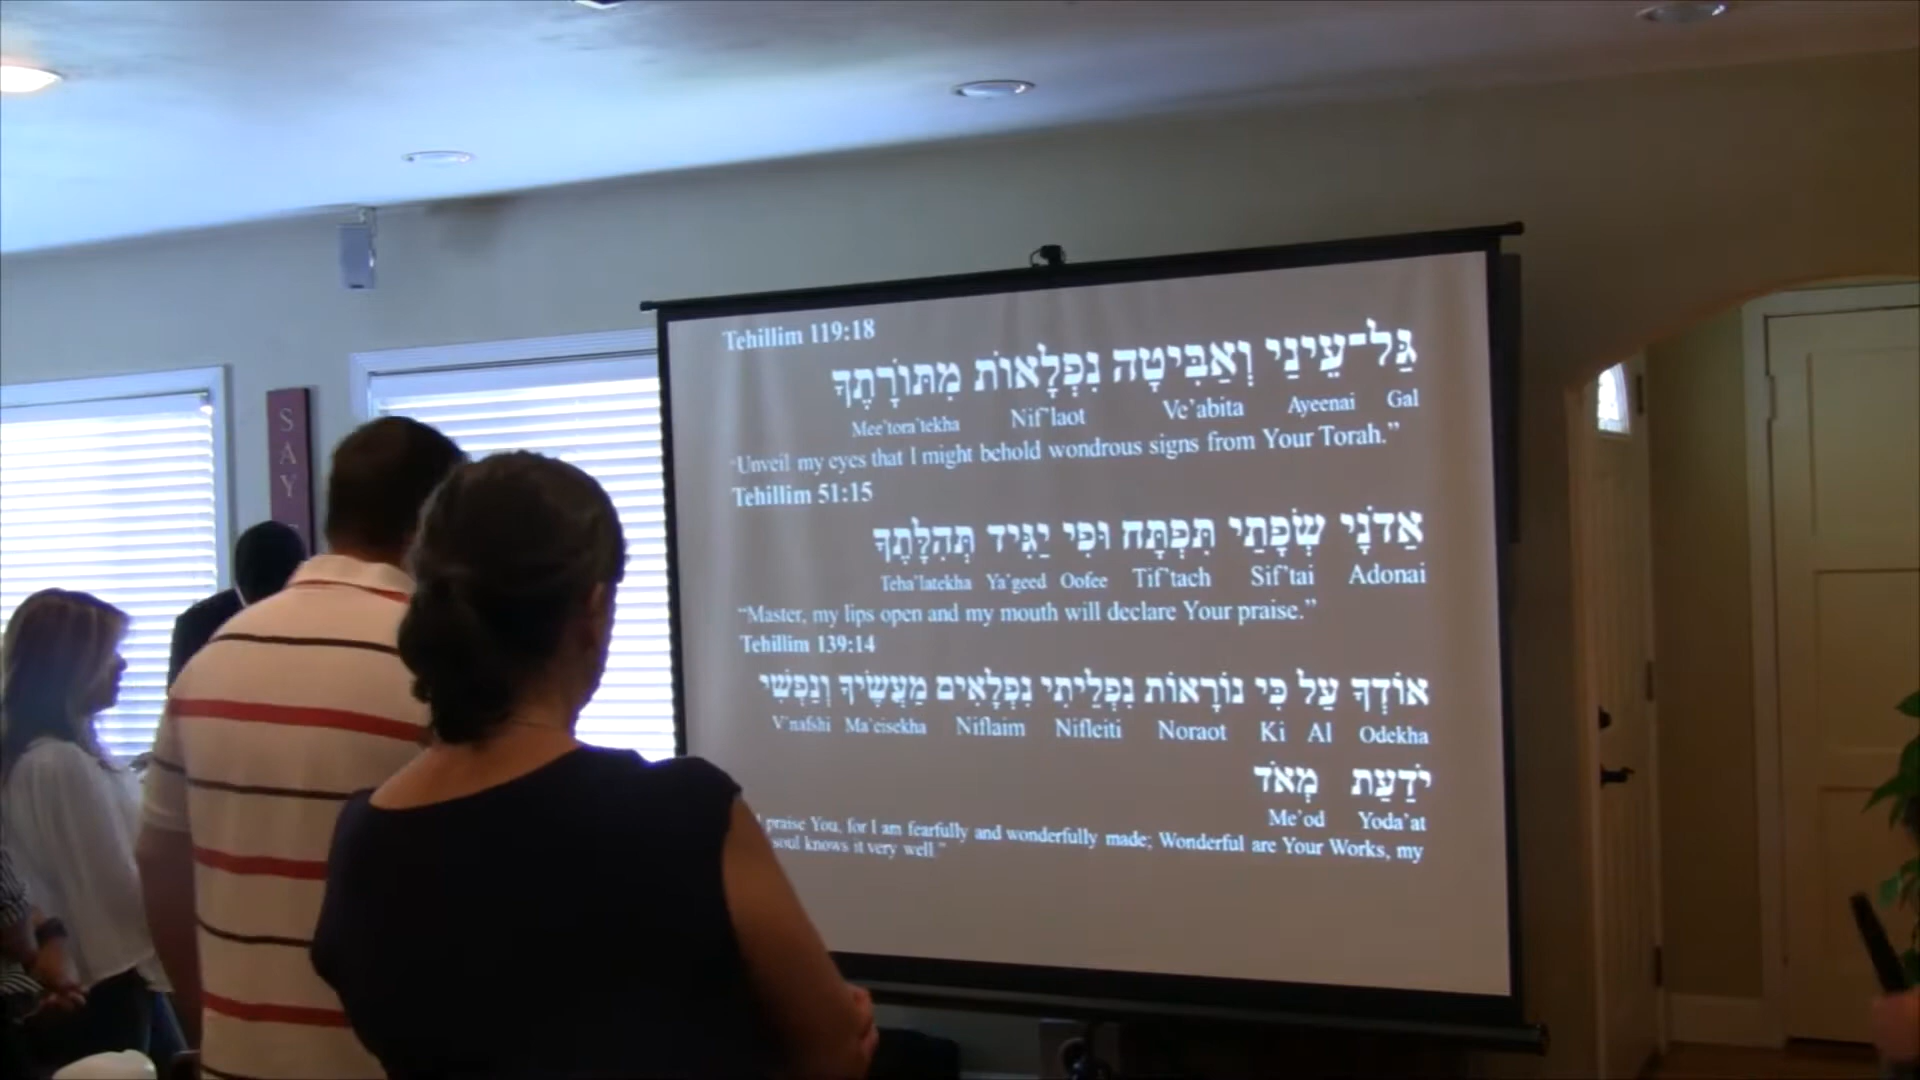 SAY
Tehillim 119:18
גַּל־עֵינַי וְאַבִּיטָה נִפְלָאוֹת מִתּוֹרָתֶךָ
Mee'tora'tekha Nif'laot Ve'abita Ayeenai Gal
"Unveil my eyes that I might behold wondrous signs from Your Torah."
Tehillim 51:15
אֲדֹנָי שְׂפָתַי תִּפְתָּח וּפִי יַגִּיד תְּהִלָּתֶךָ
Teha'latekha Ya'geed Oofee Tif'tach Sif'tai Adonai
"Master, my lips open and my mouth will declare Your praise."
Tehillim 139:14
אוֹדְךָ עַל כִּי נוֹרָאוֹת נִפְלֵיתִי נִפְלָאִים מַעֲשֶׂיךָ וְנַפְשִׁי
V'nafshi Ma'eisekha Niflaim Nifleiti Noraot Ki Al Odekha
יֹדַעַת מְאֹד
Me'od Yoda'at
praise You, for I am fearfully and wonderfully made; Wonderful are Your Works, my
soul knows it very well."